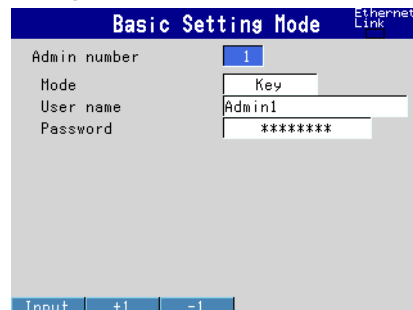 Basic Setting Mode
Ethernet
Link
Admin number 1
Mode Key
User name Admin1
Password ********
Input +1 -1